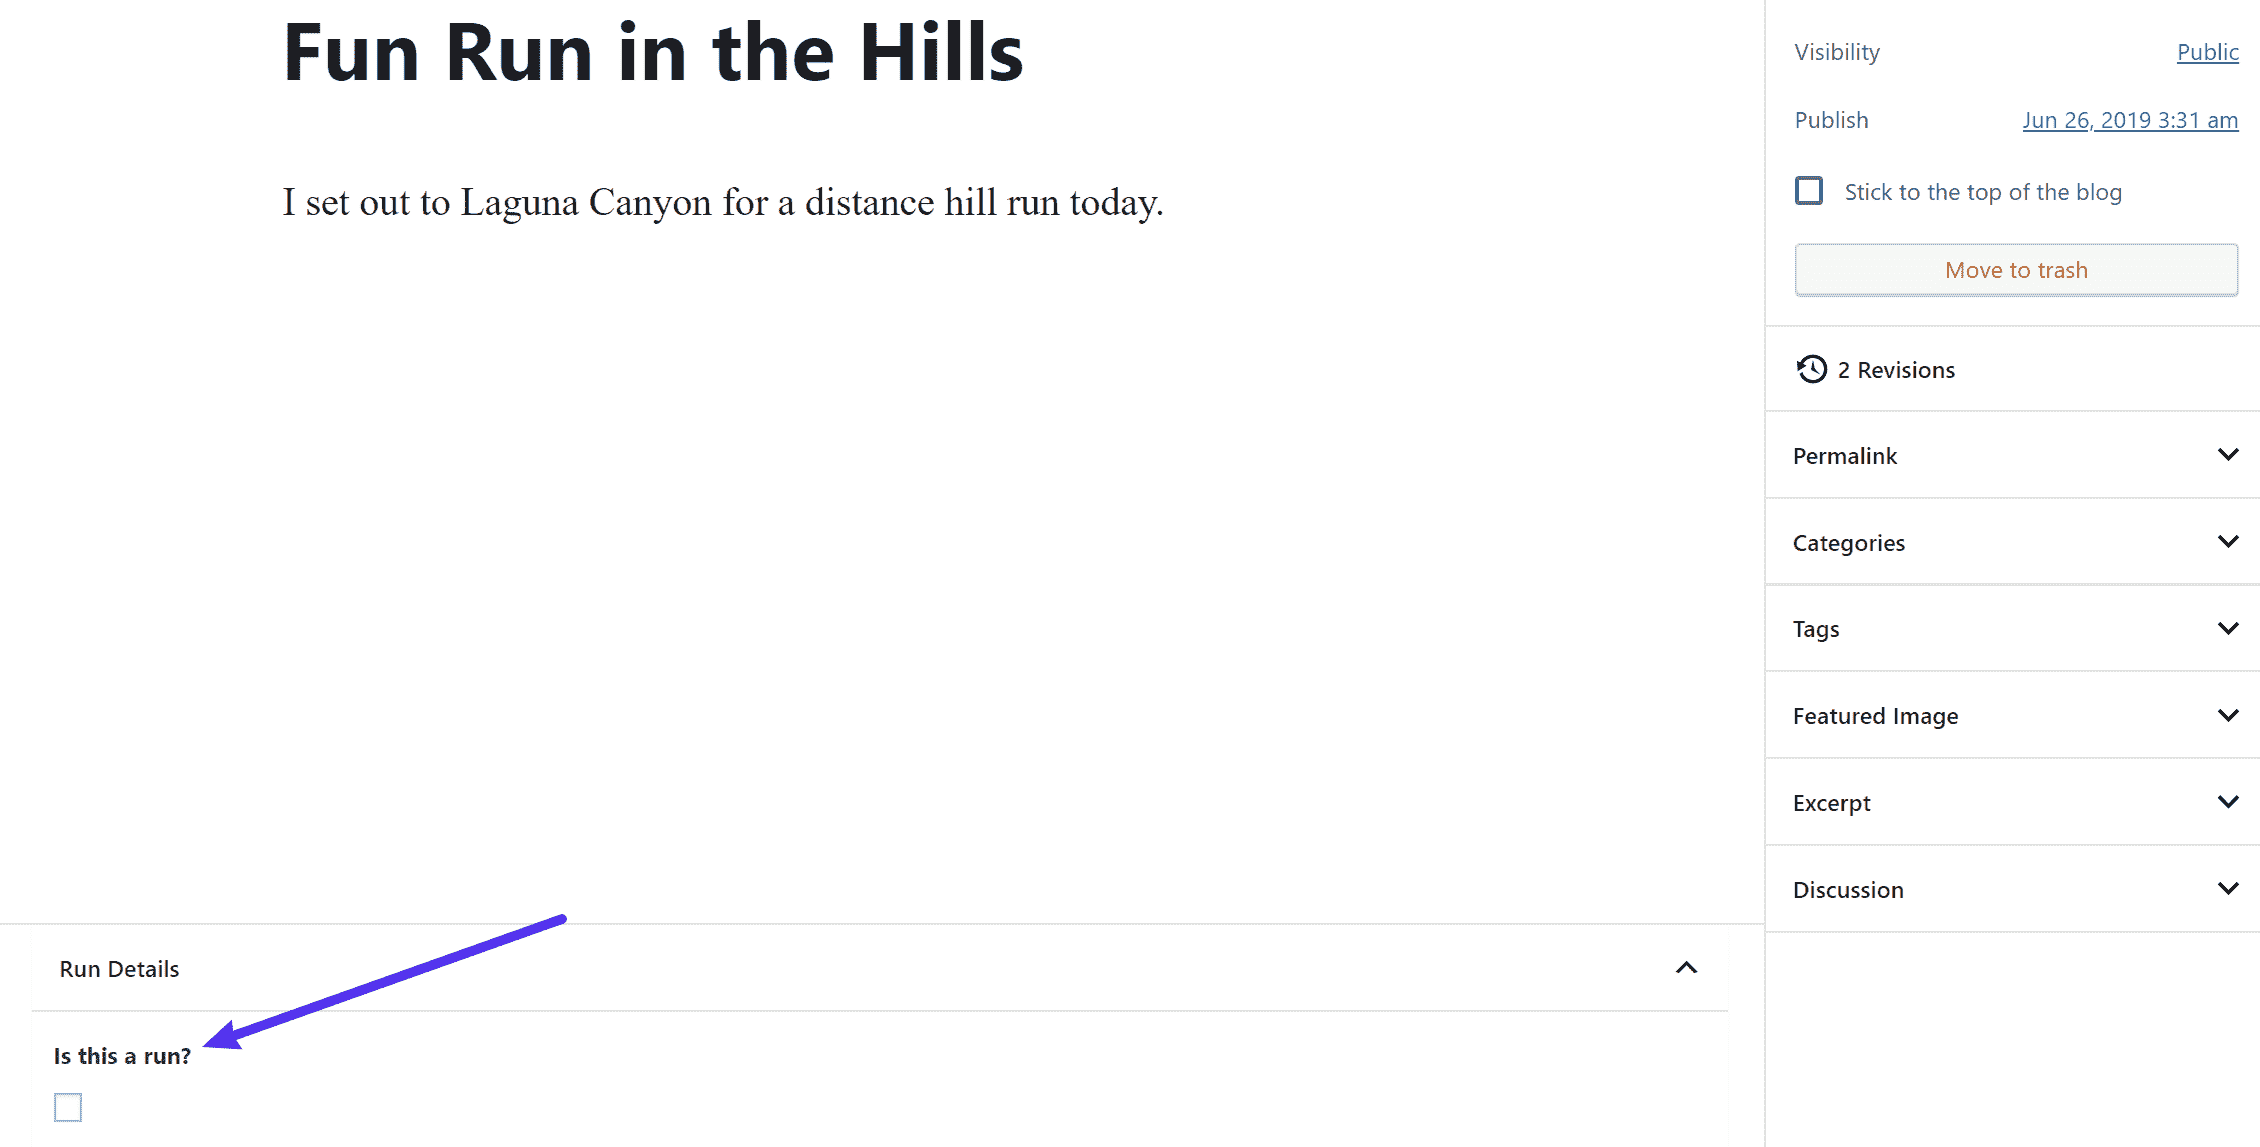 Fun Run in the Hills
I set out to Laguna Canyon for a distance hill run today.
Run Details
Is this a run?
Visibility Public
Publish Jun 26, 2019 3:31 am
Stick to the top of the blog
Move to trash
2 Revisions
Permalink
Categories
Tags
Featured Image
Excerpt
Discussion